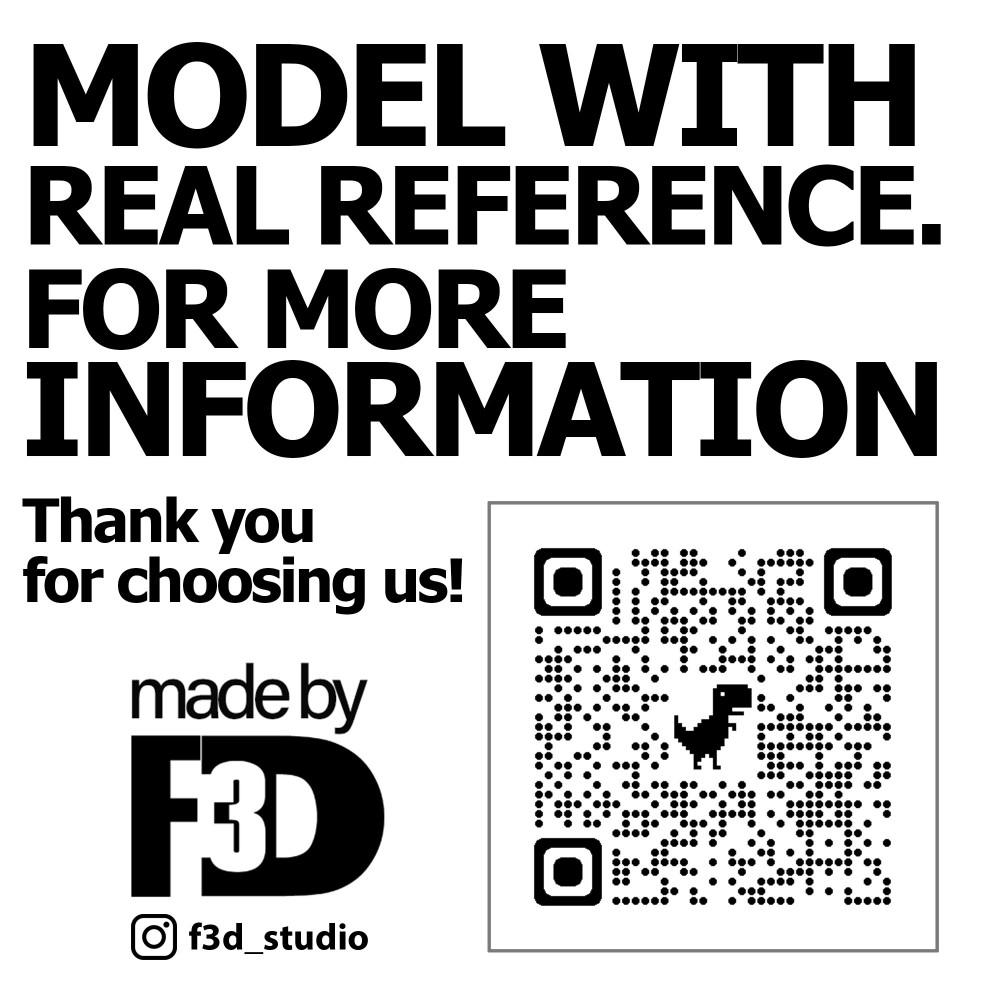 MODEL WITH
REAL REFERENCE.
FOR MORE
INFORMATION
Thank you
for choosing us!
made by
F3D
f3d_studio